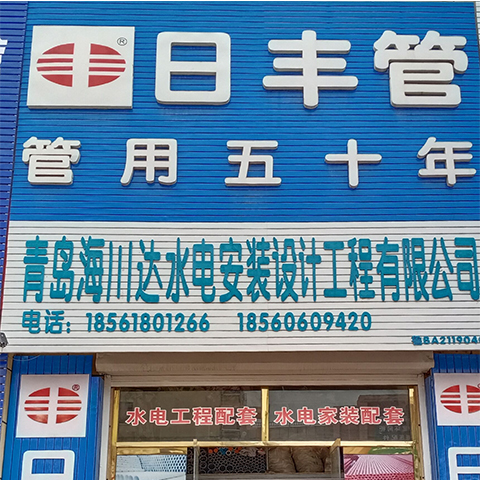 ®
日丰管
管用五十年
青岛海川达水电安装设计工程有限公司
电话：18561801266 18560609420
水电工程配套 水电家装配套
®
®
日